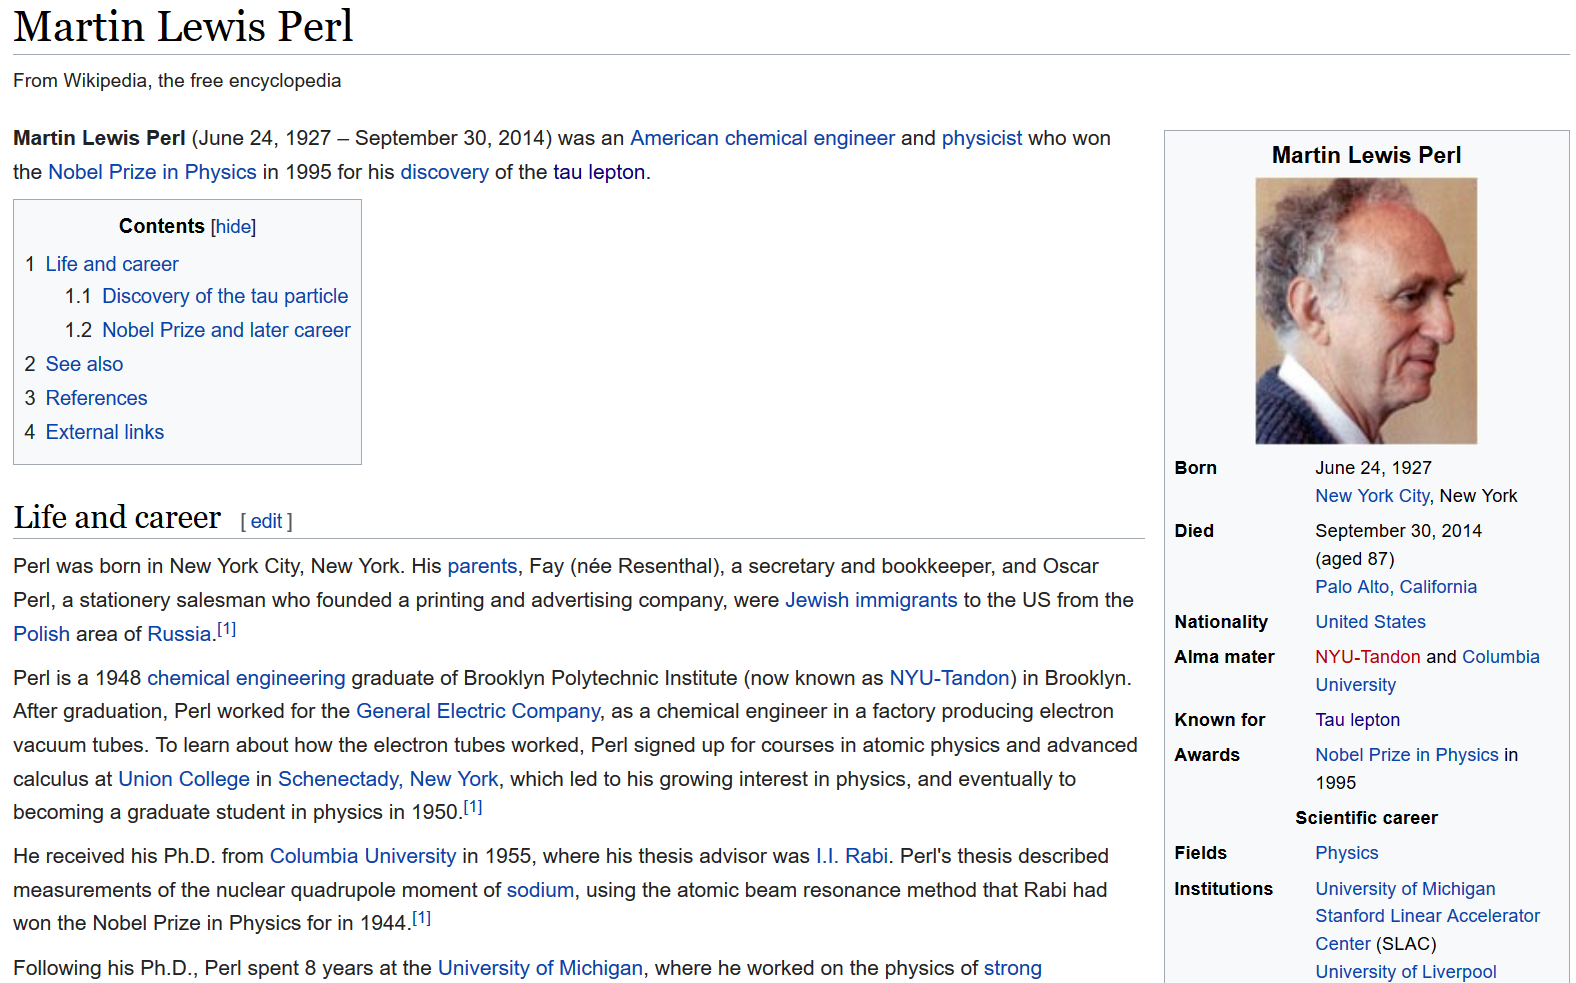 Martin Lewis Perl
From Wikipedia, the free encyclopedia
Martin Lewis Perl (June 24, 1927 – September 30, 2014) was an American chemical engineer and physicist who won
the Nobel Prize in Physics in 1995 for his discovery of the tau lepton.
Contents [hide]
1 Life and career
1.1 Discovery of the tau particle
1.2 Nobel Prize and later career
2 See also
3 References
4 External links
Life and career [ edit ]
Perl was born in New York City, New York. His parents, Fay (née Resenthal), a secretary and bookkeeper, and Oscar
Perl, a stationery salesman who founded a printing and advertising company, were Jewish immigrants to the US from the
Polish area of Russia.[1]
Perl is a 1948 chemical engineering graduate of Brooklyn Polytechnic Institute (now known as NYU-Tandon) in Brooklyn.
After graduation, Perl worked for the General Electric Company, as a chemical engineer in a factory producing electron
vacuum tubes. To learn about how the electron tubes worked, Perl signed up for courses in atomic physics and advanced
calculus at Union College in Schenectady, New York, which led to his growing interest in physics, and eventually to
becoming a graduate student in physics in 1950.[1]
He received his Ph.D. from Columbia University in 1955, where his thesis advisor was I.I. Rabi. Perl's thesis described
measurements of the nuclear quadrupole moment of sodium, using the atomic beam resonance method that Rabi had
won the Nobel Prize in Physics for in 1944.[1]
Following his Ph.D., Perl spent 8 years at the University of Michigan, where he worked on the physics of strong
Martin Lewis Perl
Born June 24, 1927
New York City, New York
Died September 30, 2014
(aged 87)
Palo Alto, California
Nationality United States
Alma mater NYU-Tandon and Columbia
University
Known for Tau lepton
Awards Nobel Prize in Physics in
1995
Scientific career
Fields Physics
Institutions University of Michigan
Stanford Linear Accelerator
Center (SLAC)
University of Liverpool